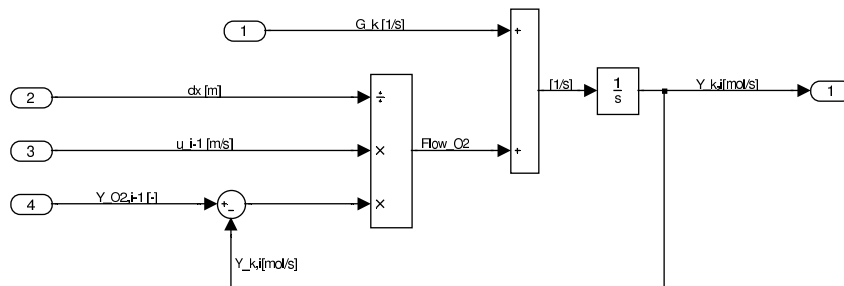 G_k [1/s]
1
+
dx [m]
2
÷
[1/s]
1
s
Y_k,i[mol/s]
1
u_i-1 [m/s]
3
×
Flow_O2
+
Y_O2,i-1 [-]
4
+
-
×
Y_k,i[mol/s]